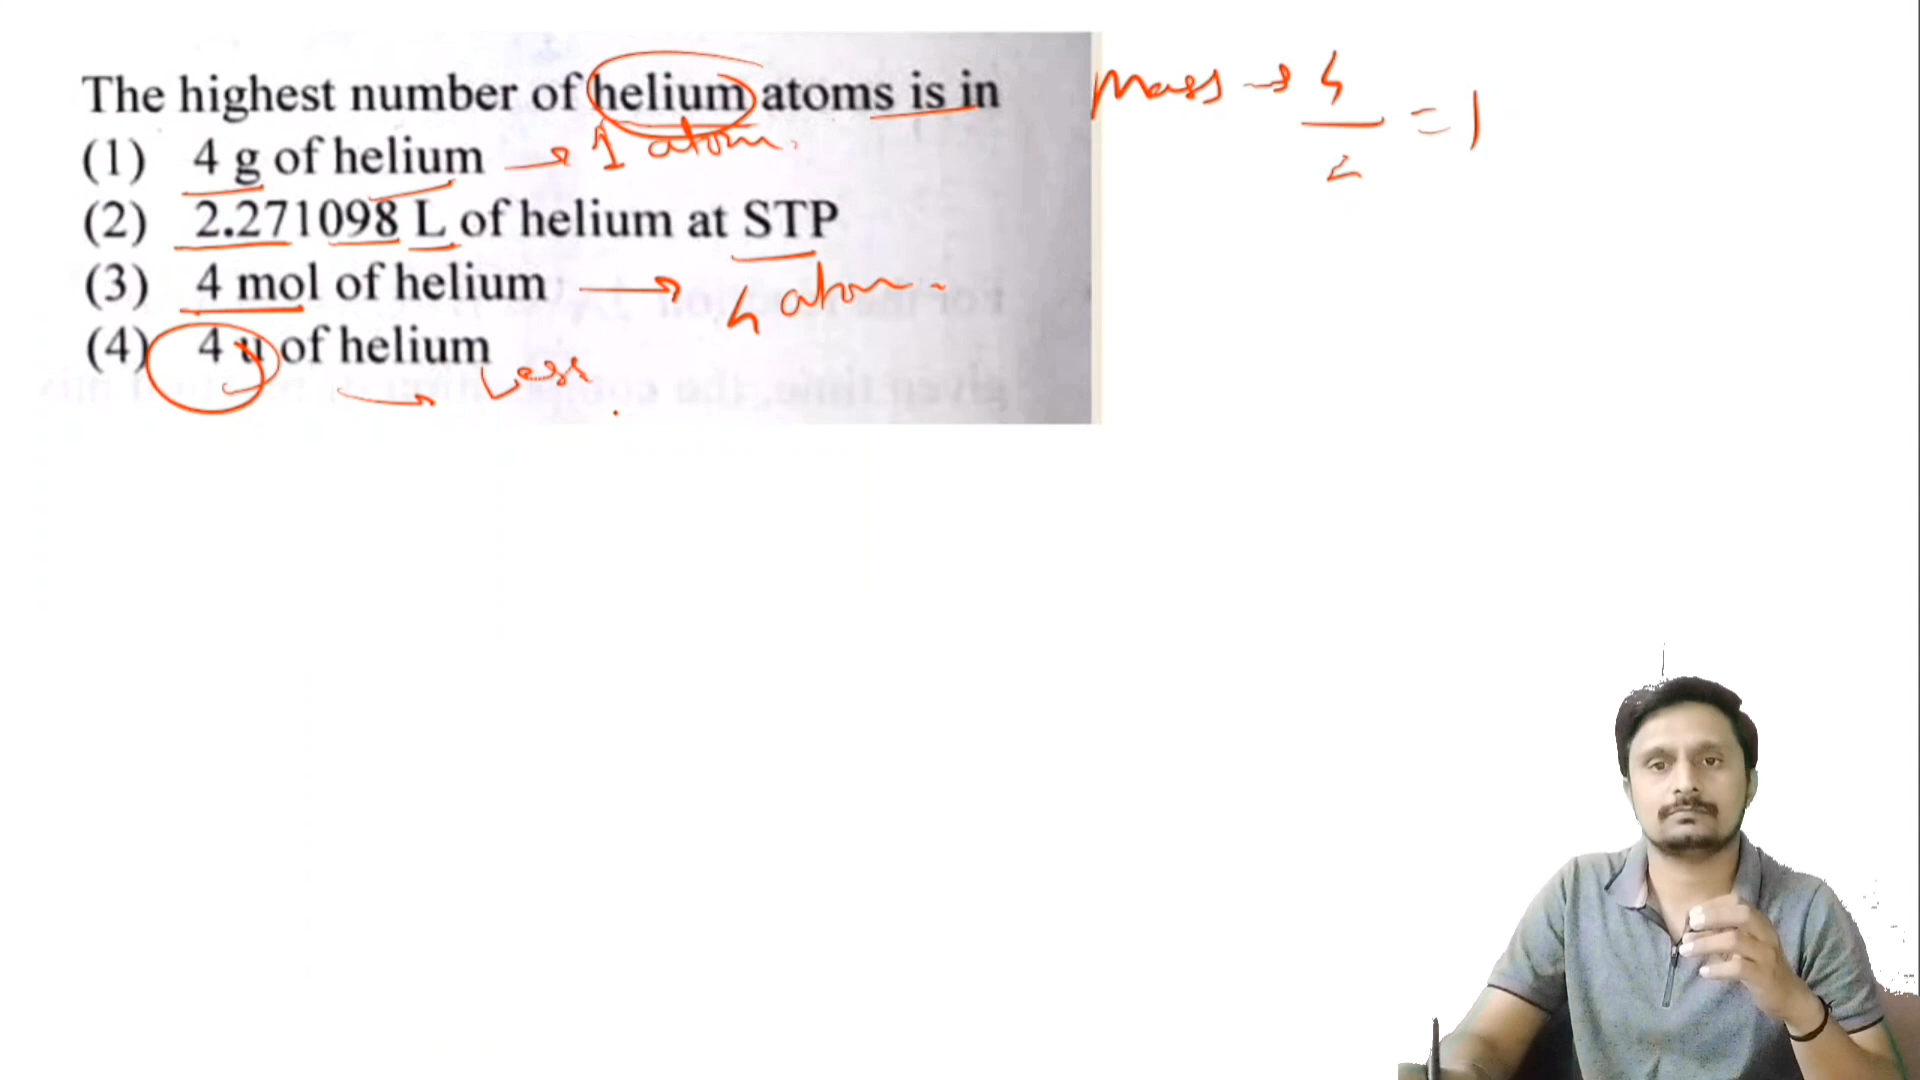 The highest number of helium atoms is in
(1) 4 g of helium → 1 atom.
(2) 2.271098 L of helium at STP
(3) 4 mol of helium → 4 atom.
(4) 4 u of helium → Less
Mass → 4/4 = 1